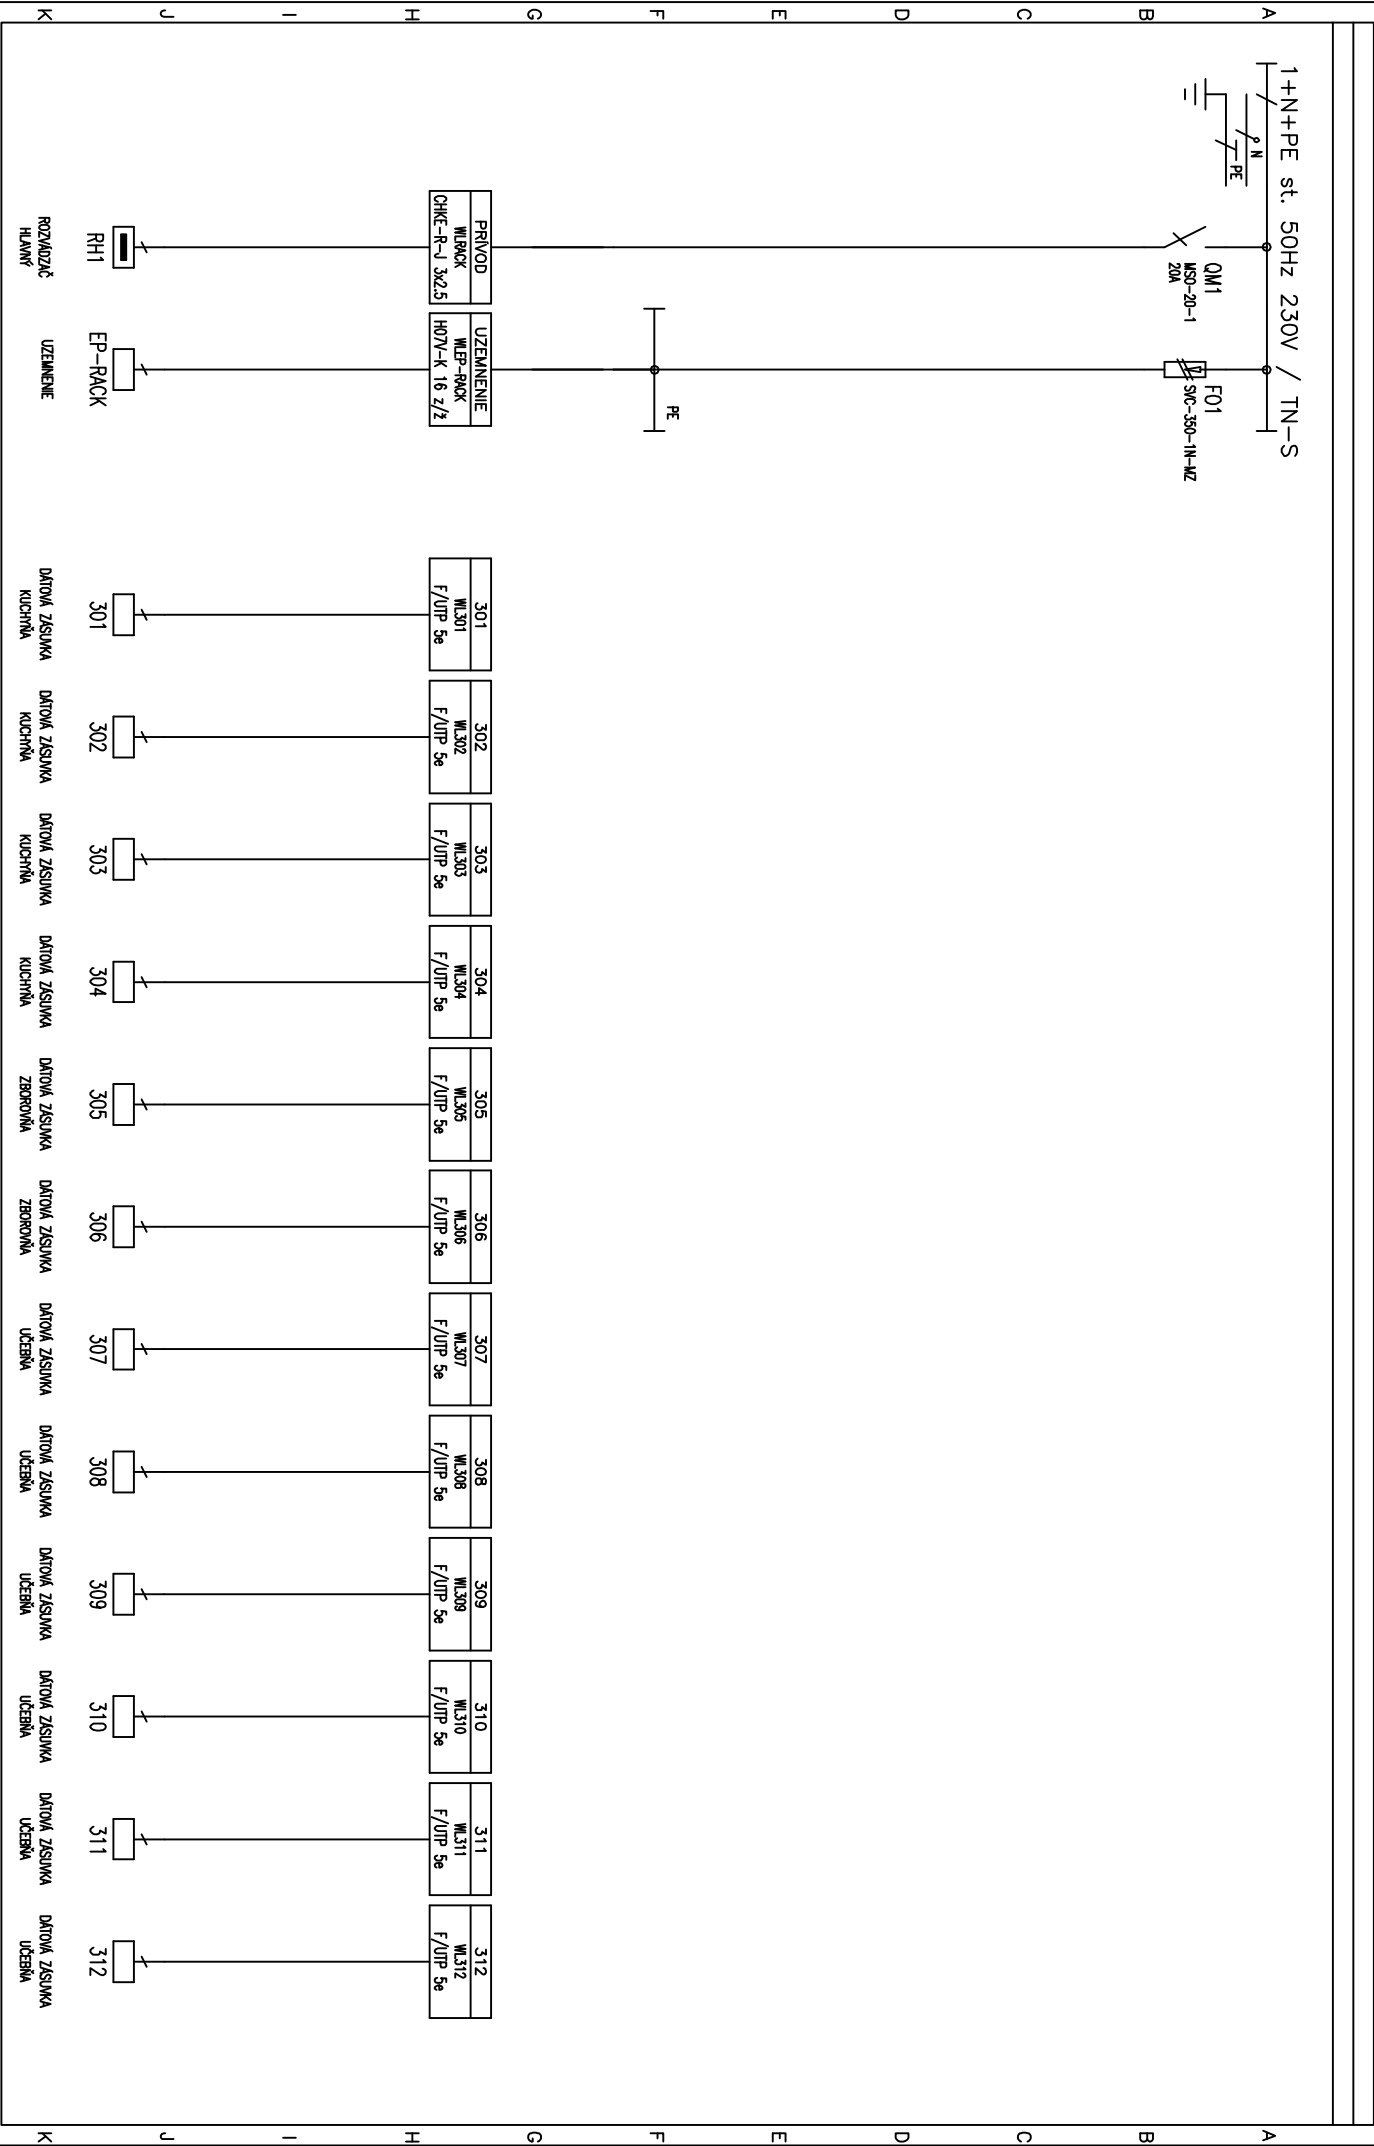 A
B
C
D
E
F
G
H
I
J
K
1+N+PE st. 50Hz 230V / TN-S
N
PE
QM1
MSO-20-1
20A
F01
SVC-350-1N-MZ
PE
PRÍVOD
WLRACK
CHKE-R-J 3x2.5
UZEMNENIE
WLEP-RACK
H07V-K 16 z/ž
301
WL301
F/UTP 5e
302
WL302
F/UTP 5e
303
WL303
F/UTP 5e
304
WL304
F/UTP 5e
305
WL305
F/UTP 5e
306
WL306
F/UTP 5e
307
WL307
F/UTP 5e
308
WL308
F/UTP 5e
309
WL309
F/UTP 5e
310
WL310
F/UTP 5e
311
WL311
F/UTP 5e
312
WL312
F/UTP 5e
RH1
EP-RACK
301
302
303
304
305
306
307
308
309
310
311
312
ROZVÁDZAČ
HLAVNÝ
UZEMNENIE
DÁTOVÁ ZÁSUVKA
KUCHYŇA
DÁTOVÁ ZÁSUVKA
KUCHYŇA
DÁTOVÁ ZÁSUVKA
KUCHYŇA
DÁTOVÁ ZÁSUVKA
KUCHYŇA
DÁTOVÁ ZÁSUVKA
ZBOROVŇA
DÁTOVÁ ZÁSUVKA
ZBOROVŇA
DÁTOVÁ ZÁSUVKA
UČEBŇA
DÁTOVÁ ZÁSUVKA
UČEBŇA
DÁTOVÁ ZÁSUVKA
UČEBŇA
DÁTOVÁ ZÁSUVKA
UČEBŇA
DÁTOVÁ ZÁSUVKA
UČEBŇA
DÁTOVÁ ZÁSUVKA
UČEBŇA
A
B
C
D
E
F
G
H
I
J
K